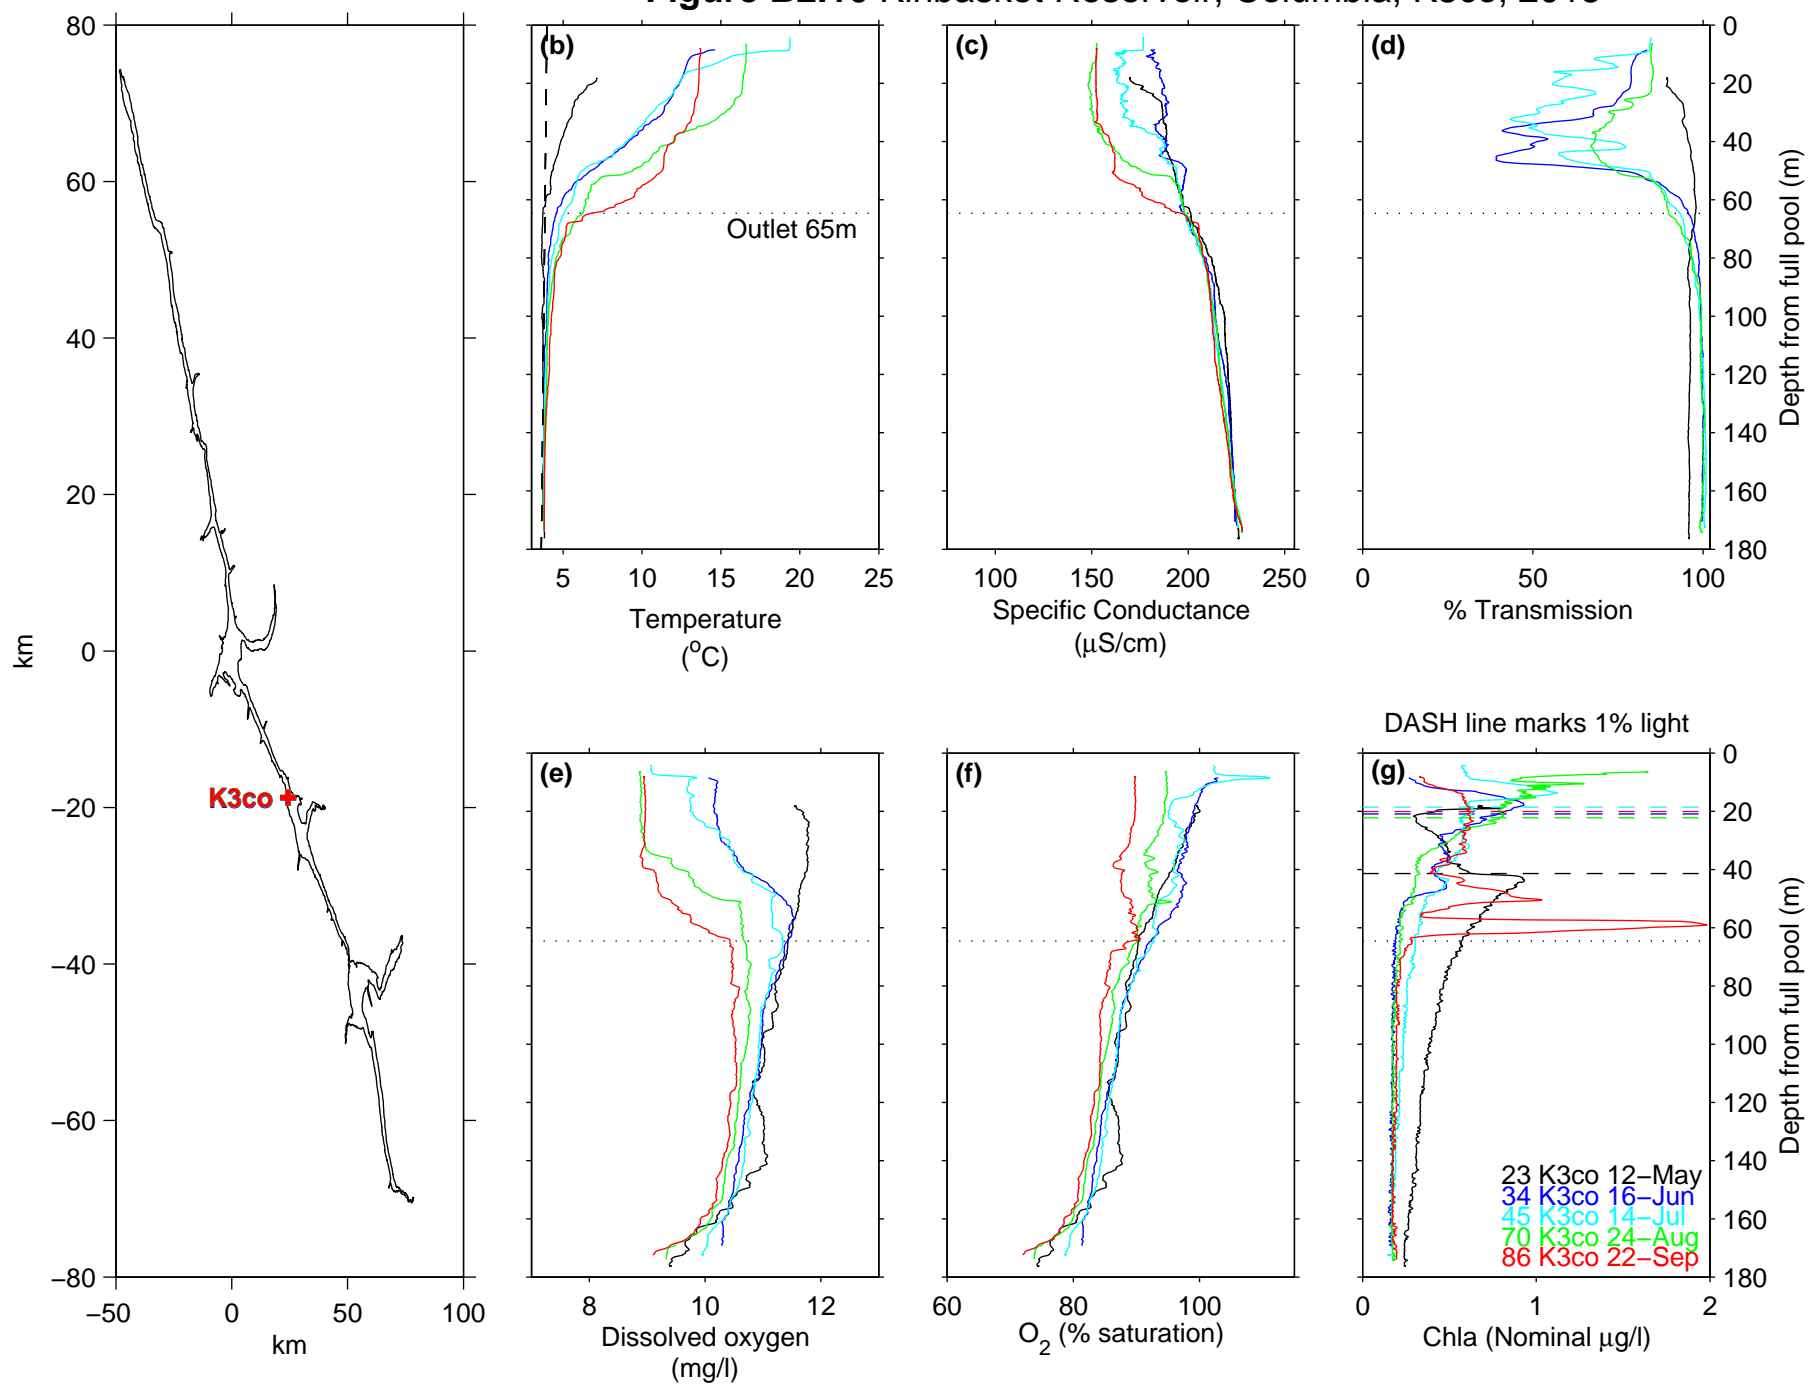 Figure Kinbasket Reservoir, Columbia, K3co,
80
60
40
20
0
−20
−40
−60
−80
km
−50 0 50 100
km
K3co
(b)
Outlet 65m
5 10 15 20 25
Temperature
(°C)
(c)
100 150 200 250
Specific Conductance
(μS/cm)
(d)
0 50 100
% Transmission
0
20
40
60
80
100
120
140
160
180
Depth from full pool (m)
(e)
8 10 12
Dissolved oxygen
(mg/l)
(f)
60 80 100
O2 (% saturation)
DASH line marks 1% light
(g)
23 K3co 12−May
34 K3co 16−Jun
45 K3co 14−Jul
70 K3co 24−Aug
86 K3co 22−Sep
0 1 2
Chla (Nominal μg/l)
0
20
40
60
80
100
120
140
160
180
Depth from full pool (m)